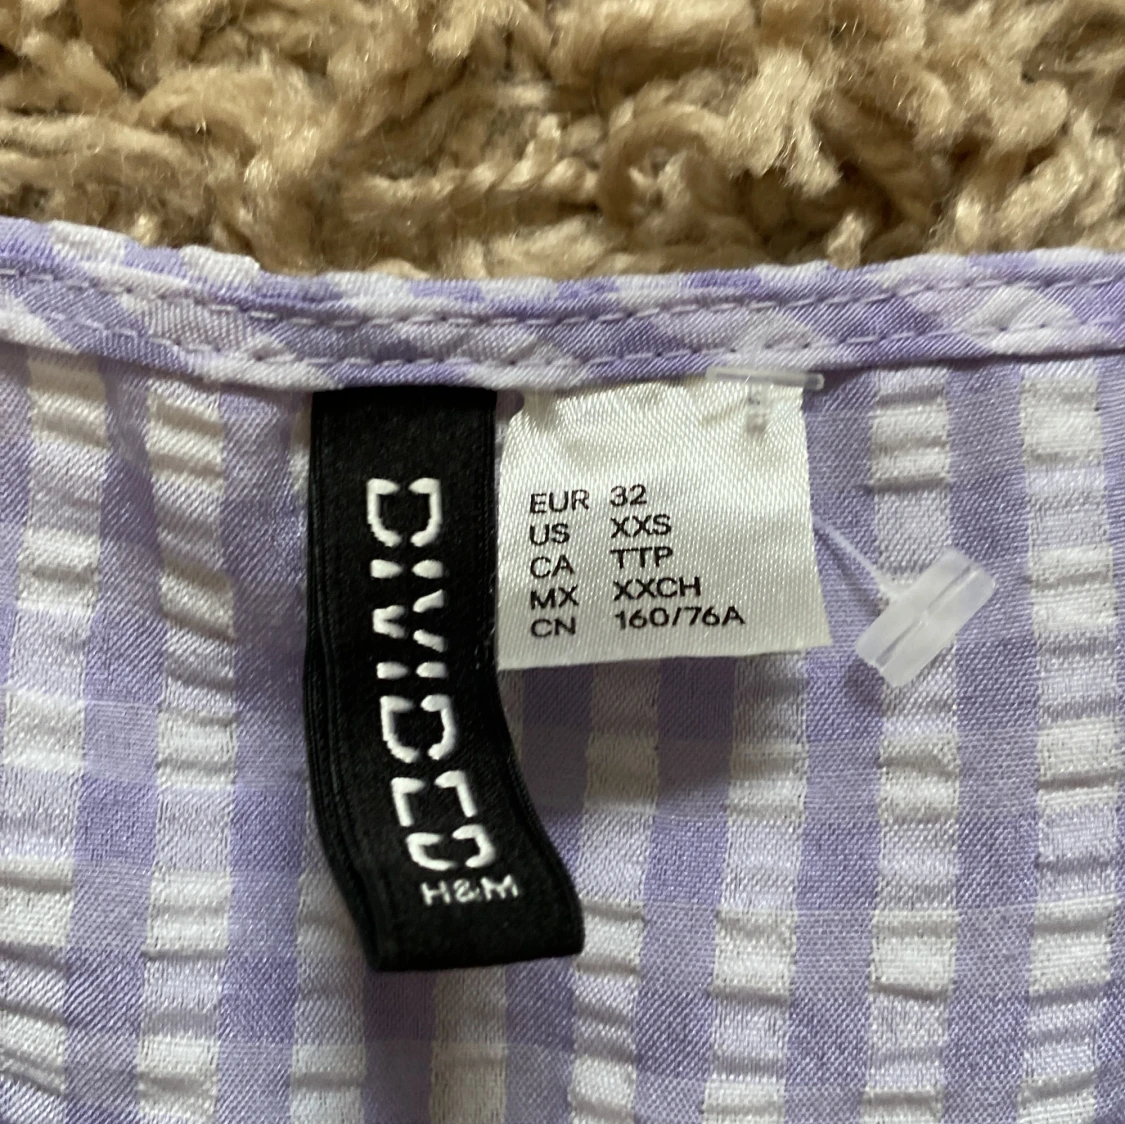 DIVIDED
H&M
EUR 32
US XXS
CA TTP
MX XXCH
CN 160/76A